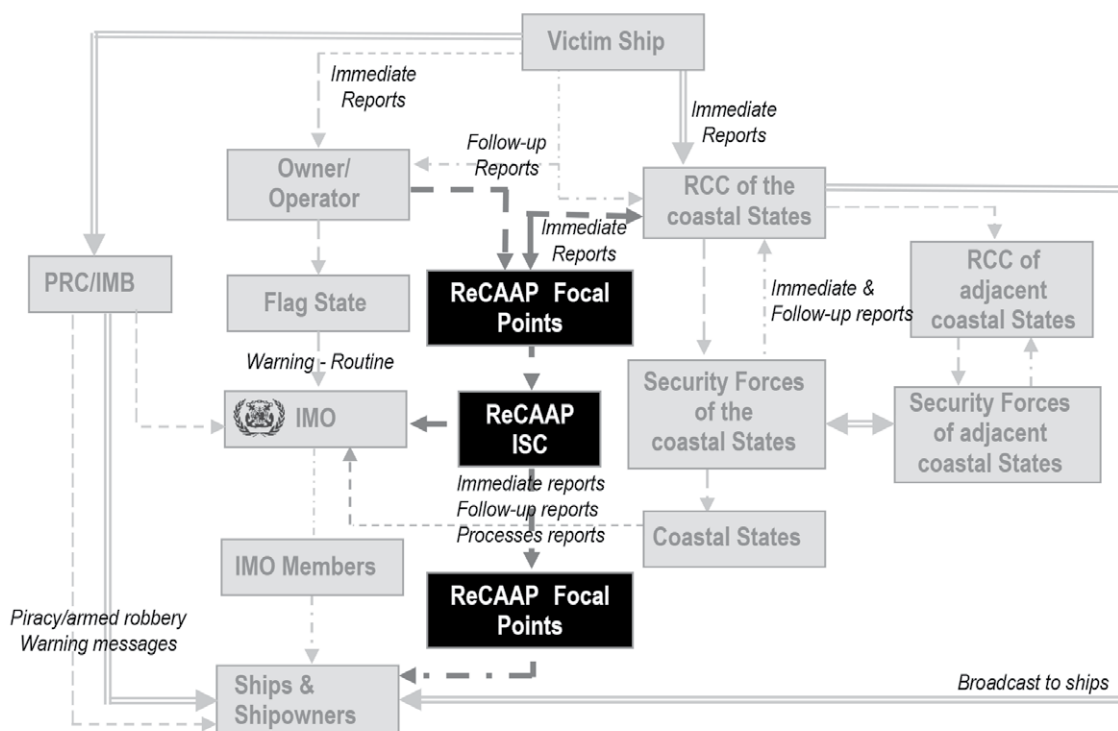 Victim Ship
Immediate
Reports
Immediate
Reports
Follow-up
Reports
Owner/
Operator
RCC of the
coastal States
Immediate
Reports
PRC/IMB
Flag State
ReCAAP Focal
Points
Immediate &
Follow-up reports
RCC of
adjacent
coastal States
Warning - Routine
IMO
ReCAAP
ISC
Security Forces
of the
coastal States
Security Forces
of adjacent
coastal States
Immediate reports
Follow-up reports
Processes reports
Coastal States
IMO Members
ReCAAP Focal
Points
Piracy/armed robbery
Warning messages
Ships &
Shipowners
Broadcast to ships